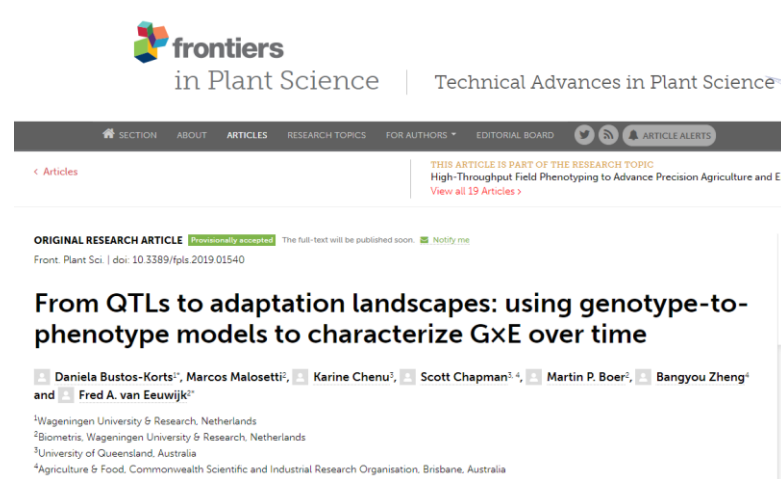 frontiers
in Plant Science
Technical Advances in Plant Science
SECTION ABOUT ARTICLES RESEARCH TOPICS FOR AUTHORS EDITORIAL BOARD ARTICLE ALERTS
< Articles
THIS ARTICLE IS PART OF THE RESEARCH TOPIC
High-Throughput Field Phenotyping to Advance Precision Agriculture and E
View all 19 Articles >
ORIGINAL RESEARCH ARTICLE Provisionally accepted The full-text will be published soon. Notify me
Front. Plant Sci. | doi: 10.3389/fpls.2019.01540
From QTLs to adaptation landscapes: using genotype-to-
phenotype models to characterize G×E over time
Daniela Bustos-Korts¹*, Marcos Malosetti², Karine Chenu³, Scott Chapman³,⁴, Martin P. Boer², Bangyou Zheng⁴
and Fred A. van Eeuwijk²*
¹Wageningen University & Research, Netherlands
²Biometris, Wageningen University & Research, Netherlands
³University of Queensland, Australia
⁴Agriculture & Food, Commonwealth Scientific and Industrial Research Organisation, Brisbane, Australia